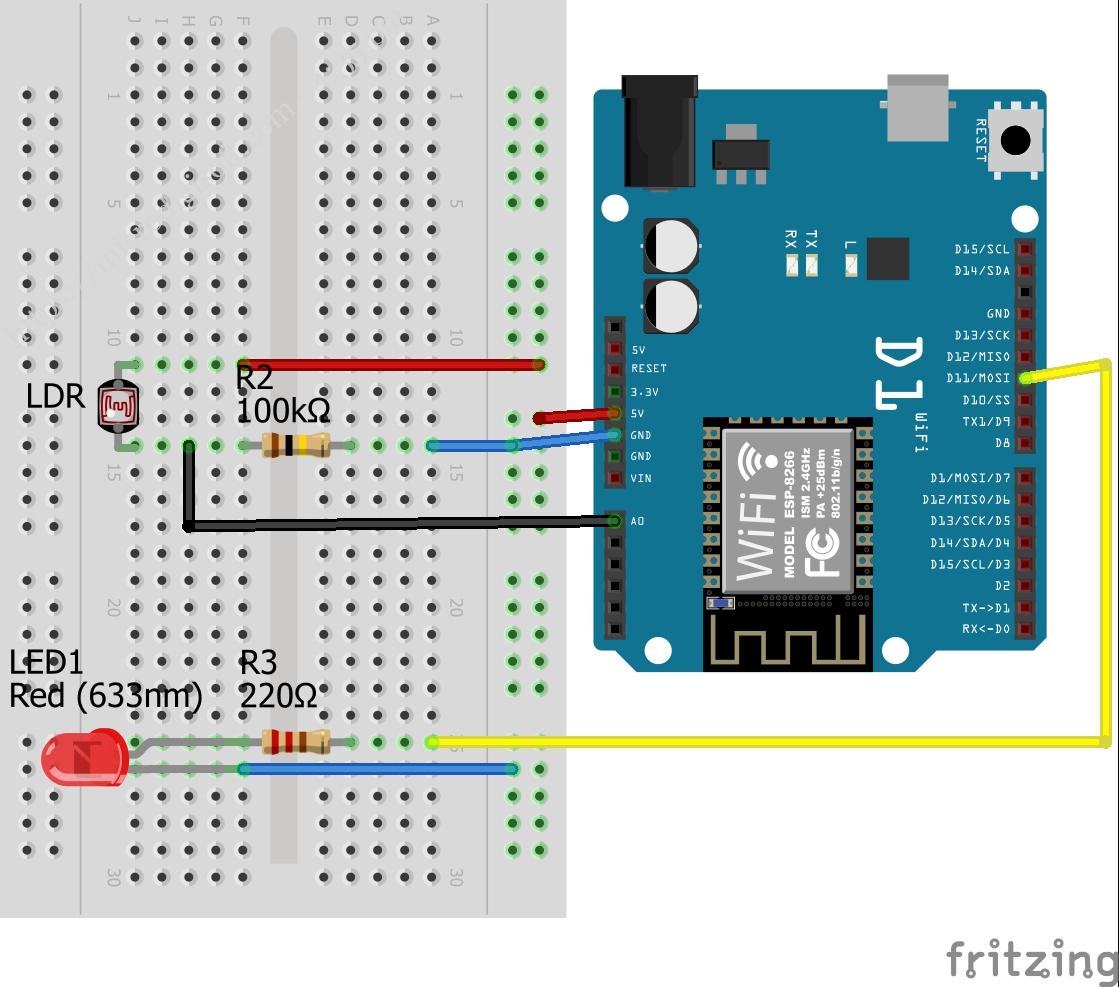 J I H G F E D C B A
1 1
5 5
10 10
15 15
20 20
25
30 30
LDR
R2
100kΩ
LED1
Red (633nm)
R3
220Ω
RESET
RX
TX
L
D1
WiFi
5V
RESET
3.3V
5V
GND
GND
VIN
A0
D15/SCL
D14/SDA
GND
D13/SCK
D12/MISO
D11/MOSI
D10/SS
TX1/D9
D8
D1/MOSI/D7
D12/MISO/D6
D13/SCK/D5
D14/SDA/D4
D15/SCL/D3
D2
TX->D1
RX<-D0
WiFi
MODEL ESP-8266
ISM 2.4GHz
PA +25dBm
802.11b/g/n
FC
fritzing